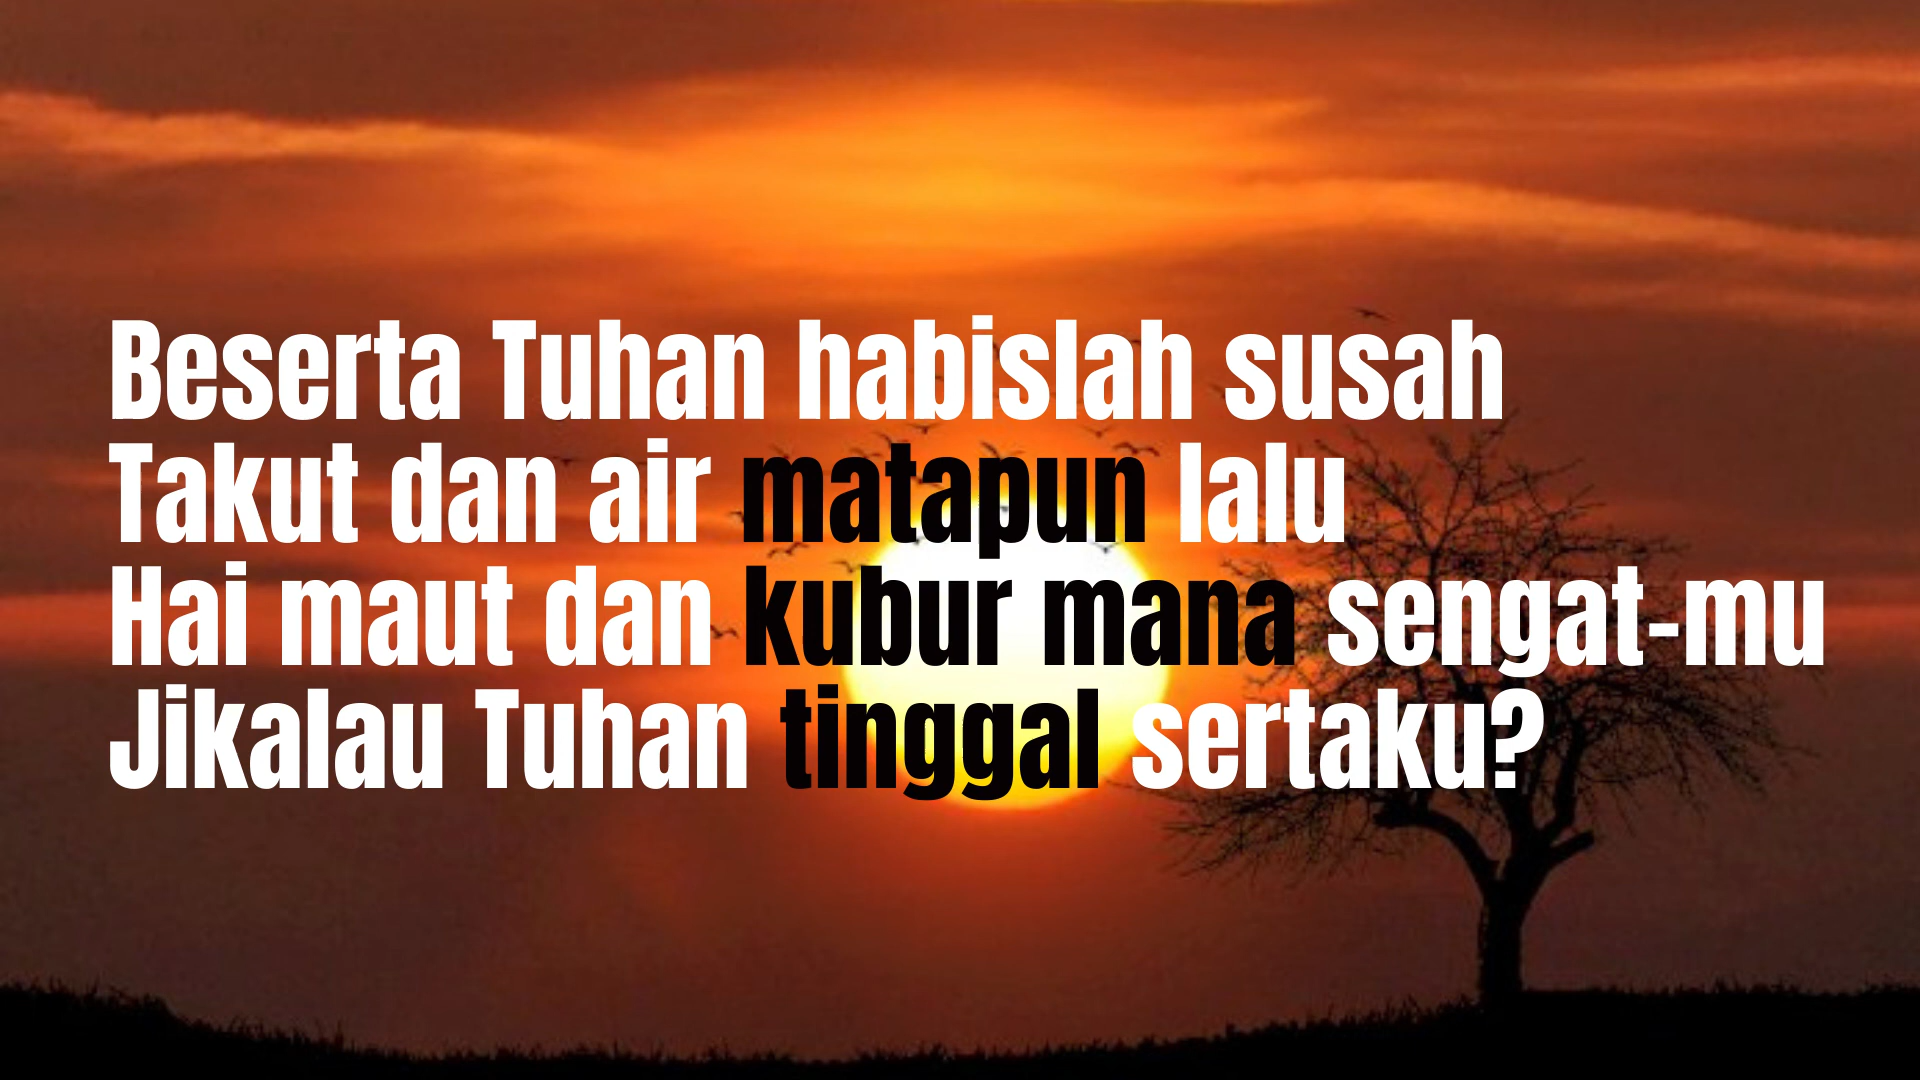 Beserta Tuhan habislah susah
Takut dan air matapun lalu
Hai maut dan kubur mana sengat-mu
Jikalau Tuhan tinggal sertaku?